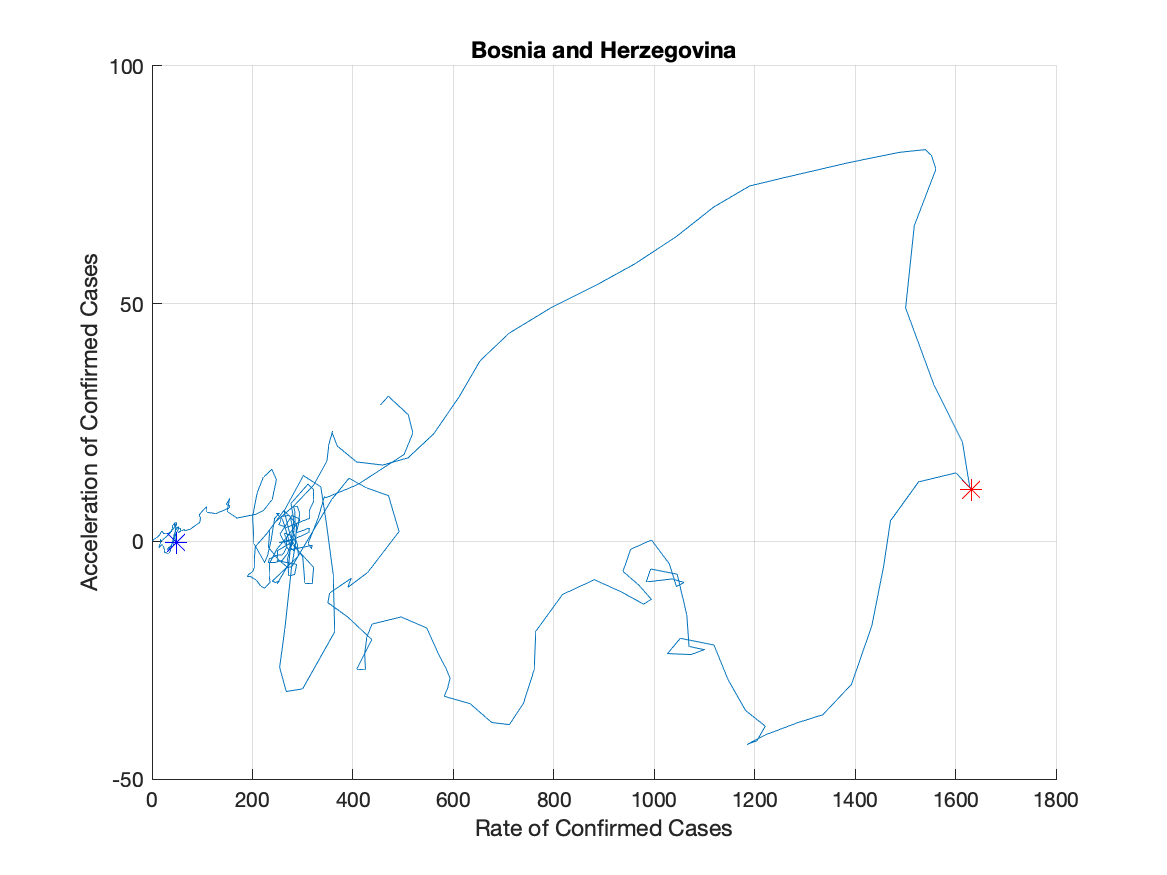 Bosnia and Herzegovina
100
50
0
-50
Acceleration of Confirmed Cases
0 200 400 600 800 1000 1200 1400 1600 1800
Rate of Confirmed Cases